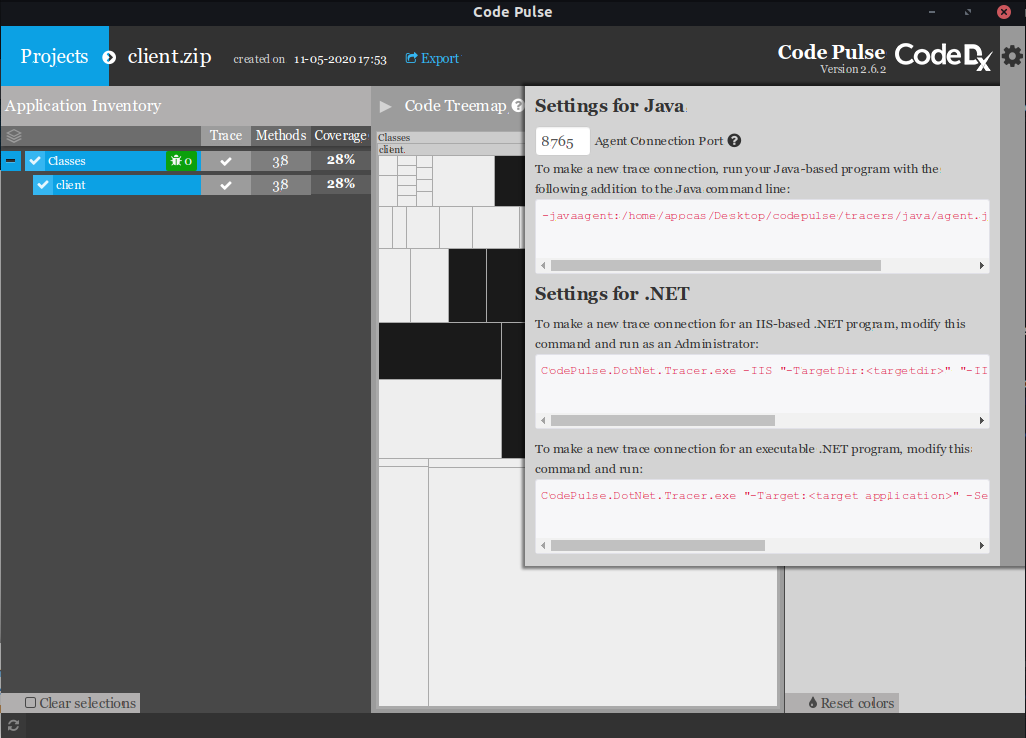 Code Pulse
Projects
client.zip
created on 11-05-2020 17:53
Export
Code Pulse
Version 2.6.2
Code Dx
Application Inventory
Trace Methods Coverage
Classes 0 38 28%
client 38 28%
Clear selections
Code Treemap ?
Classes
client.
Settings for Java
8765 Agent Connection Port ?
To make a new trace connection, run your Java-based program with the
following addition to the Java command line:
-javaagent:/home/appcas/Desktop/codepulse/tracers/java/agent.j
Settings for .NET
To make a new trace connection for an IIS-based .NET program, modify this
command and run as an Administrator:
CodePulse.DotNet.Tracer.exe -IIS "-TargetDir:<targetdir>" "-II
To make a new trace connection for an executable .NET program, modify this
command and run:
CodePulse.DotNet.Tracer.exe "-Target:<target application>" -Se
Reset colors